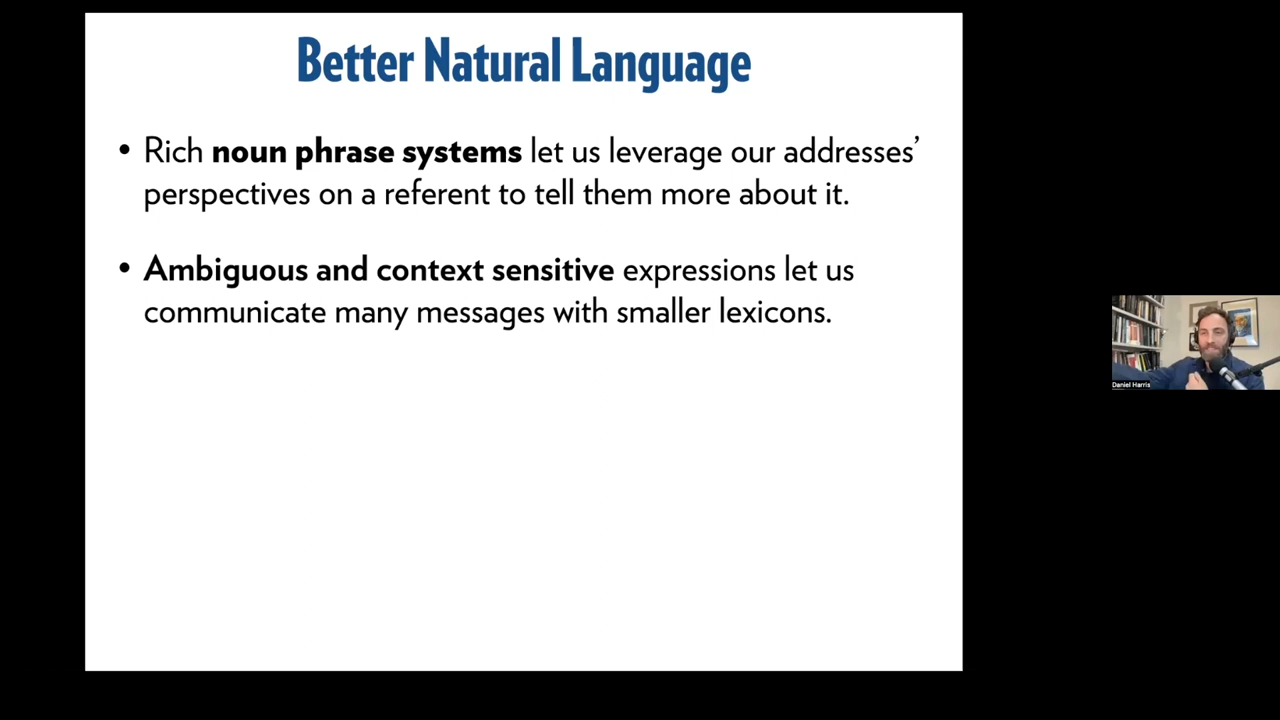 Better Natural Language
• Rich noun phrase systems let us leverage our addresses’
perspectives on a referent to tell them more about it.
• Ambiguous and context sensitive expressions let us
communicate many messages with smaller lexicons.
Daniel Harris